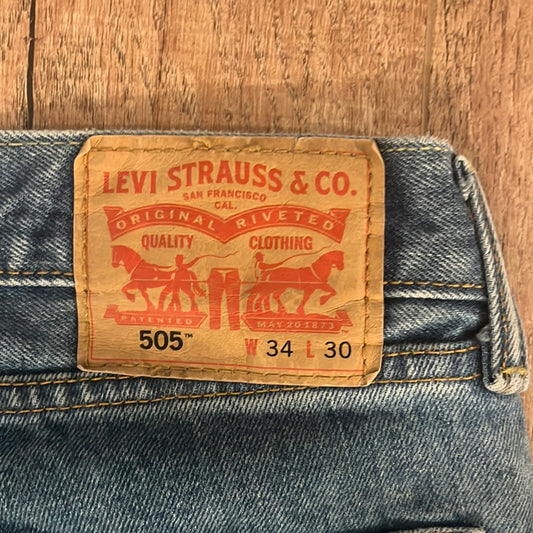 LEVI STRAUSS & CO.
SAN FRANCISCO
CAL.
ORIGINAL RIVETED
QUALITY CLOTHING
PATENTED MAY 20 1873
505™ W 34 L 30